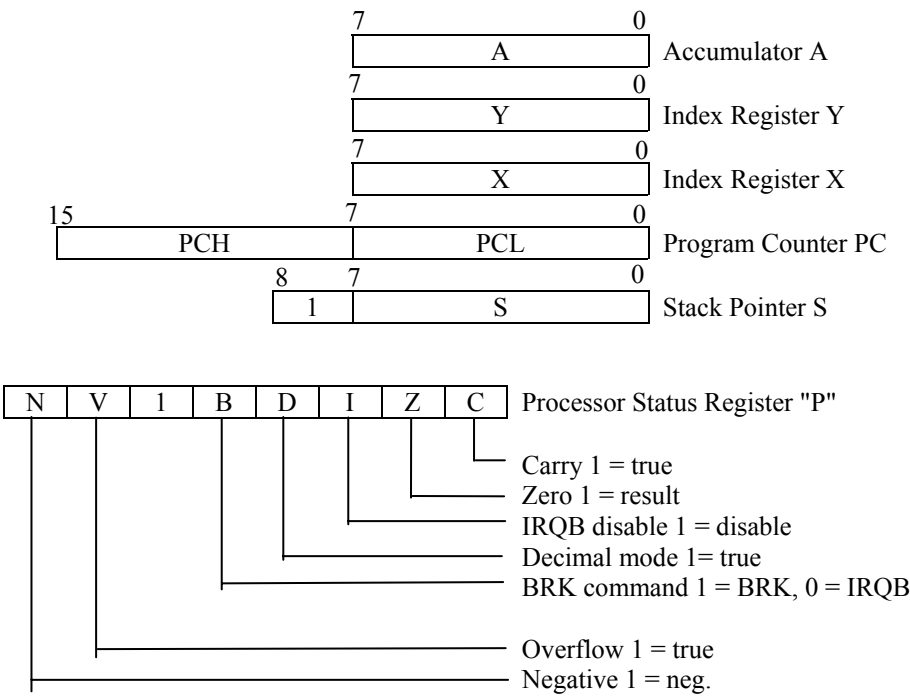 7 0
A Accumulator A
7 0
Y Index Register Y
7 0
X Index Register X
15 7 0
PCH PCL Program Counter PC
8 7 0
1 S Stack Pointer S
N V 1 B D I Z C Processor Status Register "P"
Carry 1 = true
Zero 1 = result
IRQB disable 1 = disable
Decimal mode 1= true
BRK command 1 = BRK, 0 = IRQB
Overflow 1 = true
Negative 1 = neg.